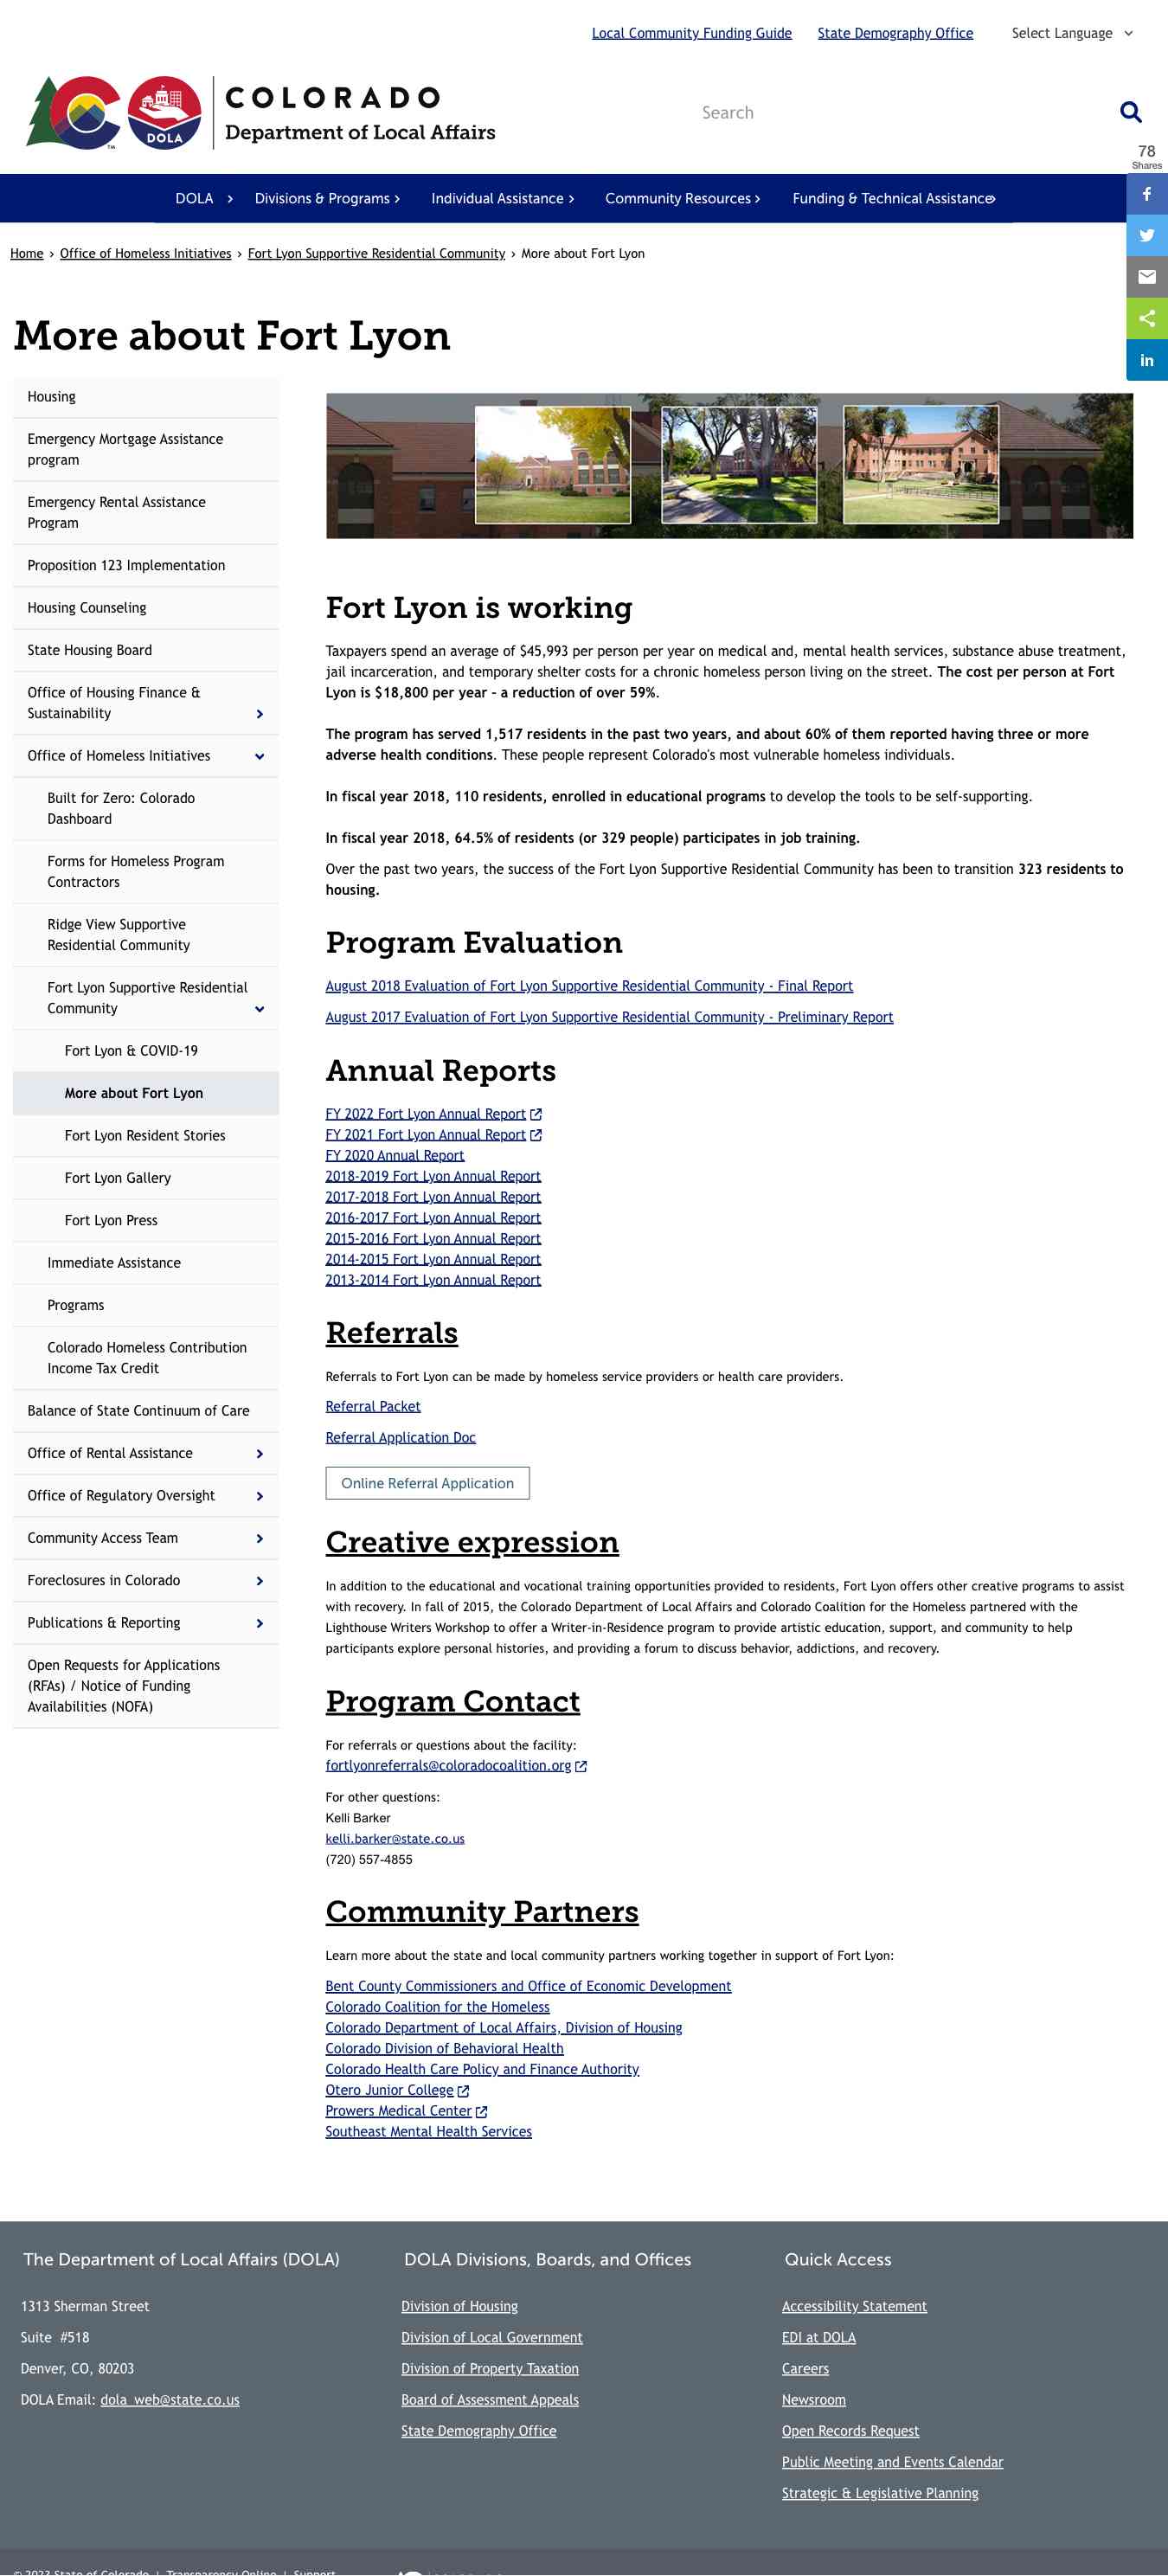 Local Community Funding Guide State Demography Office Select Language
COLORADO
Department of Local Affairs
DOLA
TM
Search
78
Shares
DOLA Divisions & Programs Individual Assistance Community Resources Funding & Technical Assistance
Home › Office of Homeless Initiatives › Fort Lyon Supportive Residential Community › More about Fort Lyon
in
More about Fort Lyon
Housing
Emergency Mortgage Assistance
program
Emergency Rental Assistance
Program
Proposition 123 Implementation
Housing Counseling
State Housing Board
Office of Housing Finance &
Sustainability
Office of Homeless Initiatives
Built for Zero: Colorado
Dashboard
Forms for Homeless Program
Contractors
Ridge View Supportive
Residential Community
Fort Lyon Supportive Residential
Community
Fort Lyon & COVID-19
More about Fort Lyon
Fort Lyon Resident Stories
Fort Lyon Gallery
Fort Lyon Press
Immediate Assistance
Programs
Colorado Homeless Contribution
Income Tax Credit
Balance of State Continuum of Care
Office of Rental Assistance
Office of Regulatory Oversight
Community Access Team
Foreclosures in Colorado
Publications & Reporting
Open Requests for Applications
(RFAs) / Notice of Funding
Availabilities (NOFA)
Fort Lyon is working
Taxpayers spend an average of $45,993 per person per year on medical and, mental health services, substance abuse treatment,
jail incarceration, and temporary shelter costs for a chronic homeless person living on the street. The cost per person at Fort
Lyon is $18,800 per year - a reduction of over 59%.
The program has served 1,517 residents in the past two years, and about 60% of them reported having three or more
adverse health conditions. These people represent Colorado's most vulnerable homeless individuals.
In fiscal year 2018, 110 residents, enrolled in educational programs to develop the tools to be self-supporting.
In fiscal year 2018, 64.5% of residents (or 329 people) participates in job training.
Over the past two years, the success of the Fort Lyon Supportive Residential Community has been to transition 323 residents to
housing.
Program Evaluation
August 2018 Evaluation of Fort Lyon Supportive Residential Community - Final Report
August 2017 Evaluation of Fort Lyon Supportive Residential Community - Preliminary Report
Annual Reports
FY 2022 Fort Lyon Annual Report
FY 2021 Fort Lyon Annual Report
FY 2020 Annual Report
2018-2019 Fort Lyon Annual Report
2017-2018 Fort Lyon Annual Report
2016-2017 Fort Lyon Annual Report
2015-2016 Fort Lyon Annual Report
2014-2015 Fort Lyon Annual Report
2013-2014 Fort Lyon Annual Report
Referrals
Referrals to Fort Lyon can be made by homeless service providers or health care providers.
Referral Packet
Referral Application Doc
Online Referral Application
Creative expression
In addition to the educational and vocational training opportunities provided to residents, Fort Lyon offers other creative programs to assist
with recovery. In fall of 2015, the Colorado Department of Local Affairs and Colorado Coalition for the Homeless partnered with the
Lighthouse Writers Workshop to offer a Writer-in-Residence program to provide artistic education, support, and community to help
participants explore personal histories, and providing a forum to discuss behavior, addictions, and recovery.
Program Contact
For referrals or questions about the facility:
fortlyonreferrals@coloradocoalition.org
For other questions:
Kelli Barker
kelli.barker@state.co.us
(720) 557-4855
Community Partners
Learn more about the state and local community partners working together in support of Fort Lyon:
Bent County Commissioners and Office of Economic Development
Colorado Coalition for the Homeless
Colorado Department of Local Affairs, Division of Housing
Colorado Division of Behavioral Health
Colorado Health Care Policy and Finance Authority
Otero Junior College
Prowers Medical Center
Southeast Mental Health Services
The Department of Local Affairs (DOLA)
1313 Sherman Street
Suite #518
Denver, CO, 80203
DOLA Email: dola_web@state.co.us
DOLA Divisions, Boards, and Offices
Division of Housing
Division of Local Government
Division of Property Taxation
Board of Assessment Appeals
State Demography Office
Quick Access
Accessibility Statement
EDI at DOLA
Careers
Newsroom
Open Records Request
Public Meeting and Events Calendar
Strategic & Legislative Planning
© 2023 State of Colorado | Transparency Online | Support